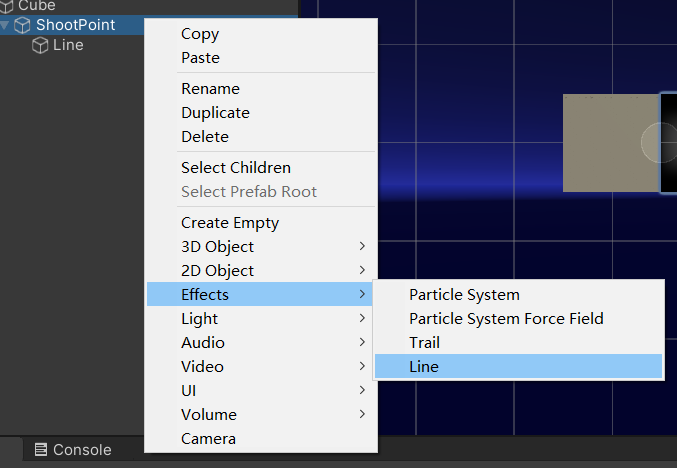 Cube
ShootPoint
Line
Copy
Paste
Rename
Duplicate
Delete
Select Children
Select Prefab Root
Create Empty
3D Object
2D Object
Effects
Light
Audio
Video
UI
Volume
Camera
Particle System
Particle System Force Field
Trail
Line
Console